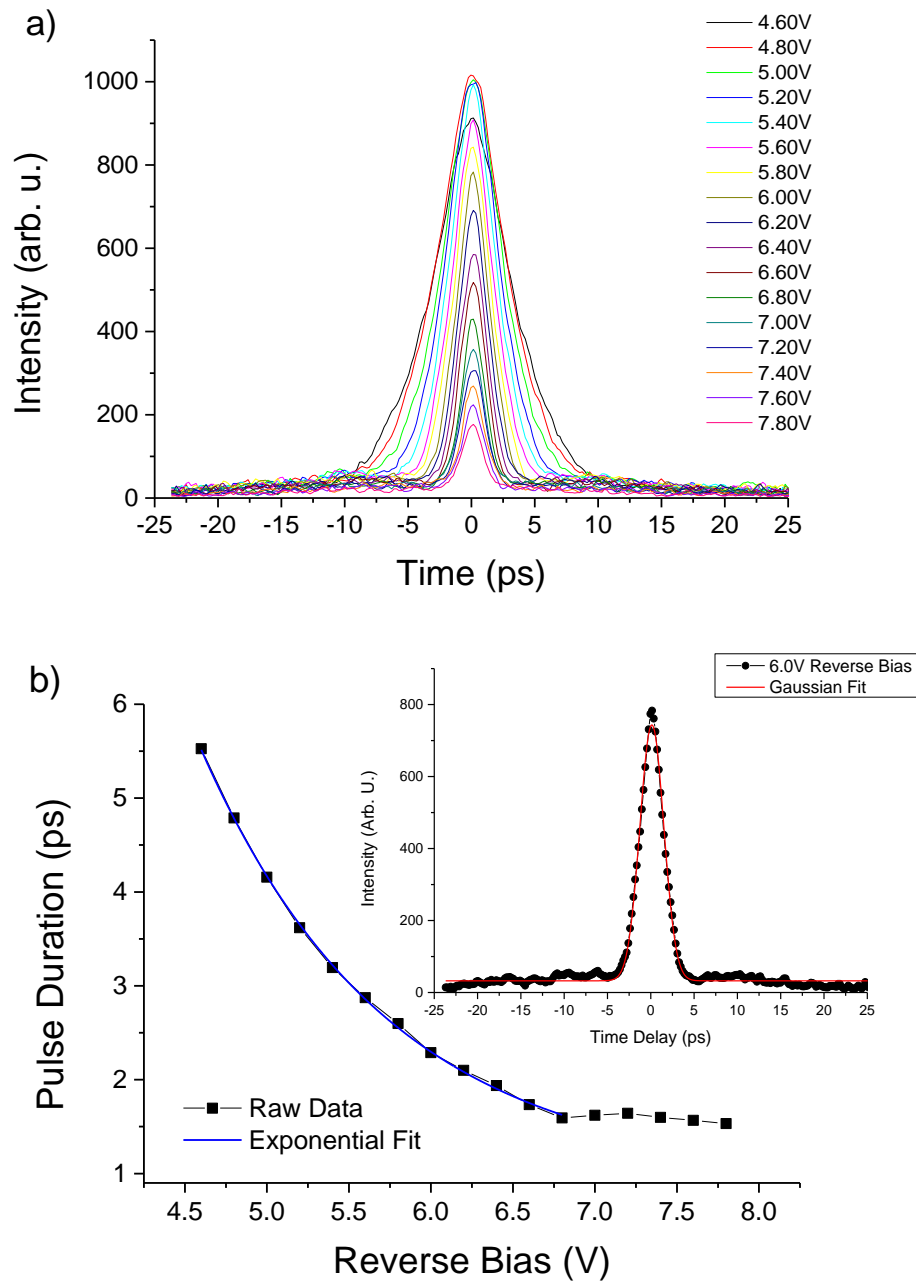 a)
4.60V
4.80V
5.00V
5.20V
5.40V
5.60V
5.80V
6.00V
6.20V
6.40V
6.60V
6.80V
7.00V
7.20V
7.40V
7.60V
7.80V
1000
800
600
400
200
0
Intensity (arb. u.)
-25 -20 -15 -10 -5 0 5 10 15 20 25
Time (ps)
b)
6
5
4
3
2
1
Pulse Duration (ps)
6.0V Reverse Bias
Gaussian Fit
800
600
400
200
0
Intensity (Arb. U.)
-25 -20 -15 -10 -5 0 5 10 15 20 25
Time Delay (ps)
Raw Data
Exponential Fit
4.5 5.0 5.5 6.0 6.5 7.0 7.5 8.0
Reverse Bias (V)